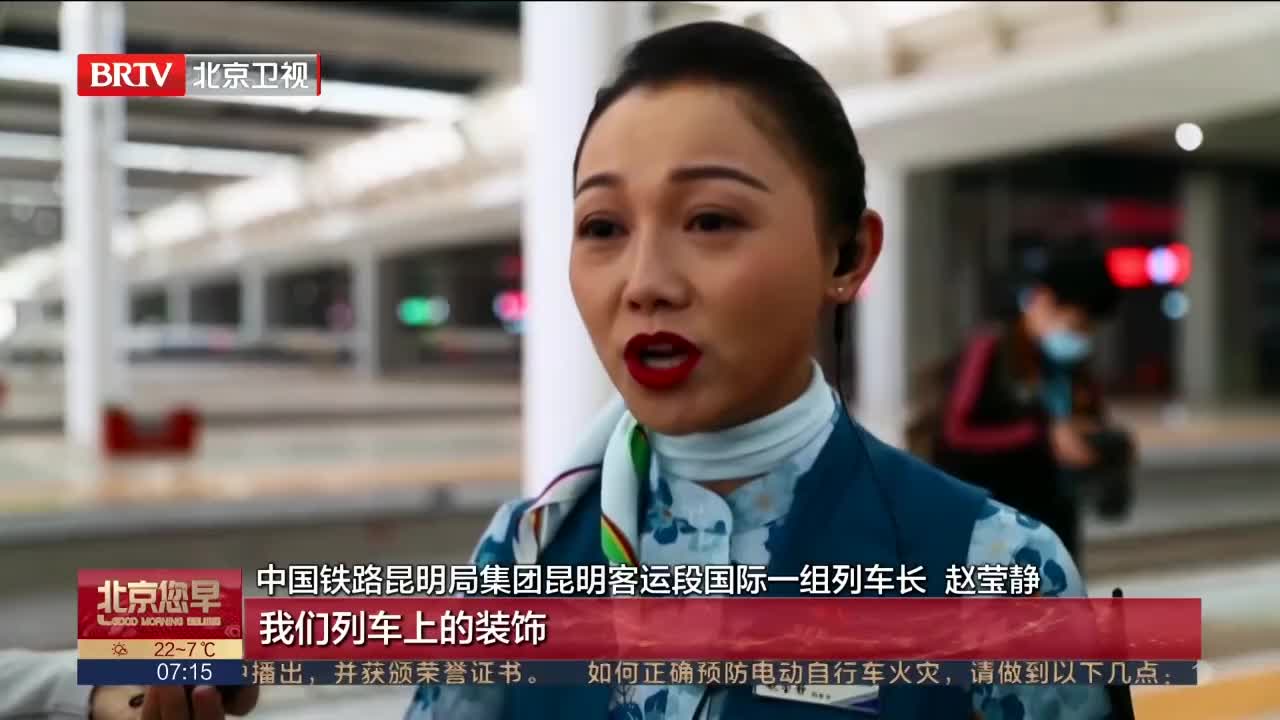 BRTV 北京卫视
中国铁路昆明局集团昆明客运段国际一组列车长 赵莹静
北京您早
GOOD MORNING BEIJING
我们列车上的装饰
22~7℃
07:15
播出，并获颁荣誉证书。 如何正确预防电动自行车火灾，请做到以下几点：